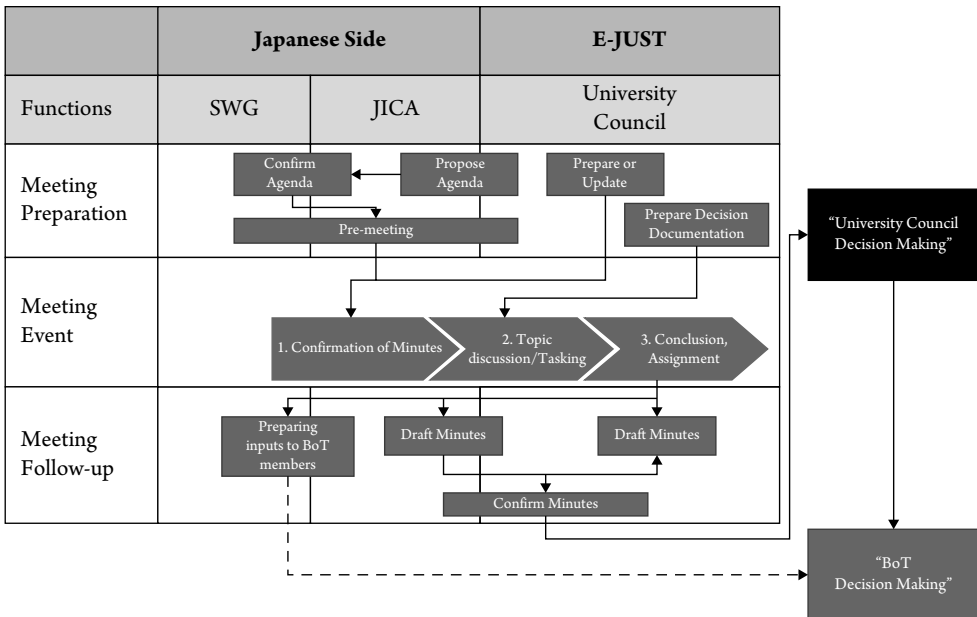 Japanese Side
E-JUST
Functions
SWG
JICA
University
Council
Meeting
Preparation
Confirm
Agenda
Propose
Agenda
Prepare or
Update
Pre-meeting
Prepare Decision
Documentation
“University Council
Decision Making”
Meeting
Event
1. Confirmation of Minutes
2. Topic
discussion/Tasking
3. Conclusion,
Assignment
Meeting
Follow-up
Preparing
inputs to BoT
members
Draft Minutes
Draft Minutes
Confirm Minutes
“BoT
Decision Making”